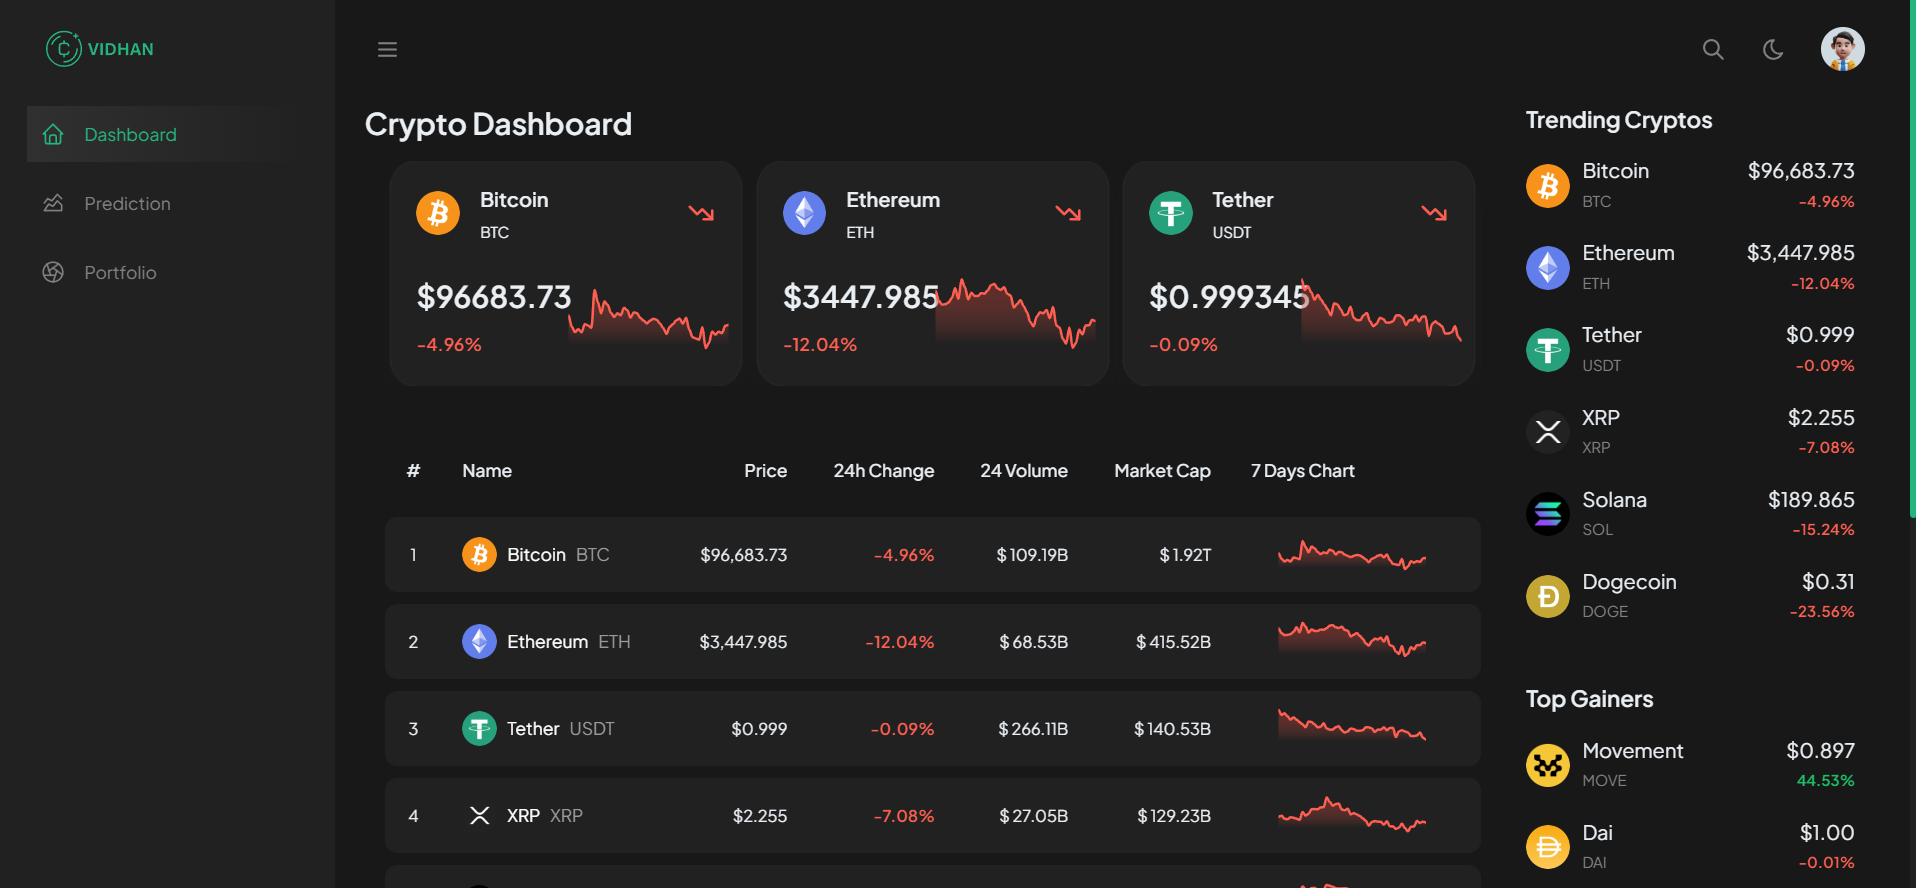 VIDHAN
Dashboard
Prediction
Portfolio
Crypto Dashboard
Bitcoin
BTC
$96683.73
-4.96%
Ethereum
ETH
$3447.985
-12.04%
Tether
USDT
$0.999345
-0.09%
# Name Price 24h Change 24 Volume Market Cap 7 Days Chart
1 Bitcoin BTC $96,683.73 -4.96% $ 109.19B $ 1.92T
2 Ethereum ETH $3,447.985 -12.04% $ 68.53B $ 415.52B
3 Tether USDT $0.999 -0.09% $ 266.11B $ 140.53B
4 XRP XRP $2.255 -7.08% $ 27.05B $ 129.23B
Trending Cryptos
Bitcoin $96,683.73
BTC -4.96%
Ethereum $3,447.985
ETH -12.04%
Tether $0.999
USDT -0.09%
XRP $2.255
XRP -7.08%
Solana $189.865
SOL -15.24%
Dogecoin $0.31
DOGE -23.56%
Top Gainers
Movement $0.897
MOVE 44.53%
Dai $1.00
DAI -0.01%